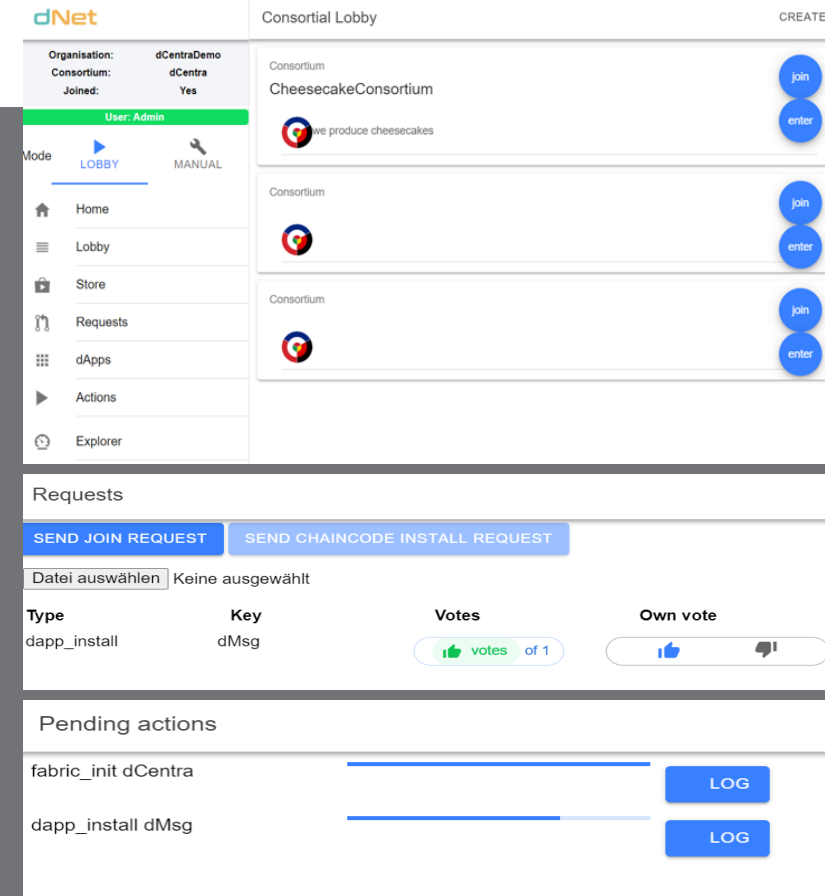 dNet
Organisation: dCentraDemo
Consortium: dCentra
Joined: Yes
User: Admin
Mode
LOBBY
MANUAL
Home
Lobby
Store
Requests
dApps
Actions
Explorer
Consortial Lobby
CREATE
Consortium
CheesecakeConsortium
we produce cheesecakes
join
enter
Consortium
join
enter
Consortium
join
enter
Requests
SEND JOIN REQUEST
SEND CHAINCODE INSTALL REQUEST
Datei auswählen Keine ausgewählt
Type Key Votes Own vote
dapp_install dMsg votes of 1
Pending actions
fabric_init dCentra LOG
dapp_install dMsg LOG